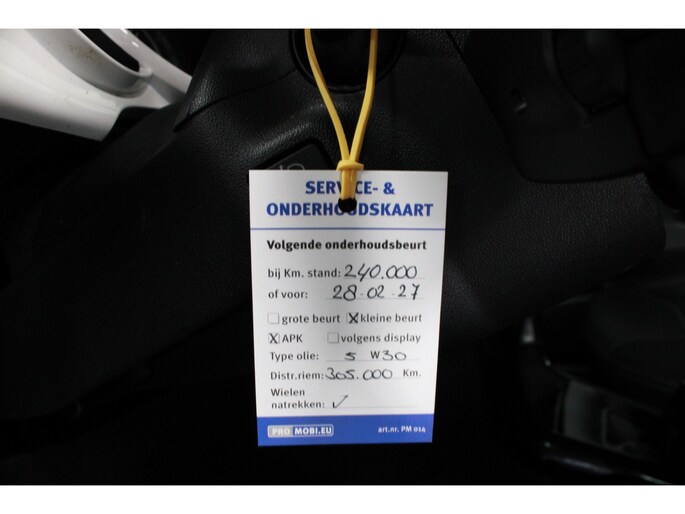 SERVICE- &
ONDERHOUDSKAART
Volgende onderhoudsbeurt
bij Km. stand: 240.000
of voor: 28-02-27
☐ grote beurt ☒ kleine beurt
☒ APK ☐ volgens display
Type olie: 5 W30
Distr.riem: 305.000 Km.
Wielen
natrekken: ✓
PRO MOBI.EU art.nr. PM 014